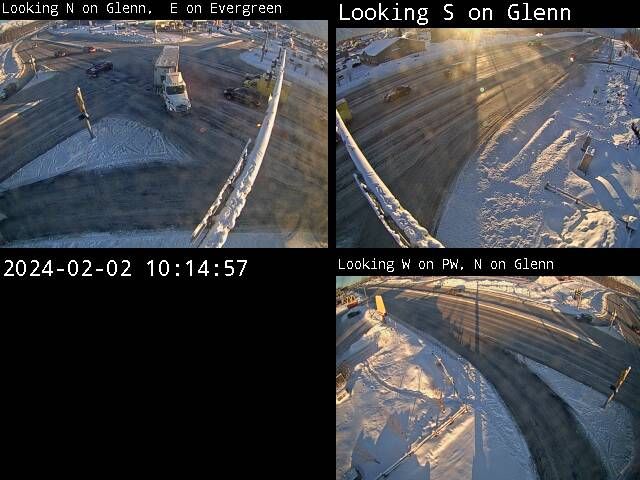 Looking N on Glenn, E on Evergreen
Looking S on Glenn
2024-02-02 10:14:57
Looking W on PW, N on Glenn